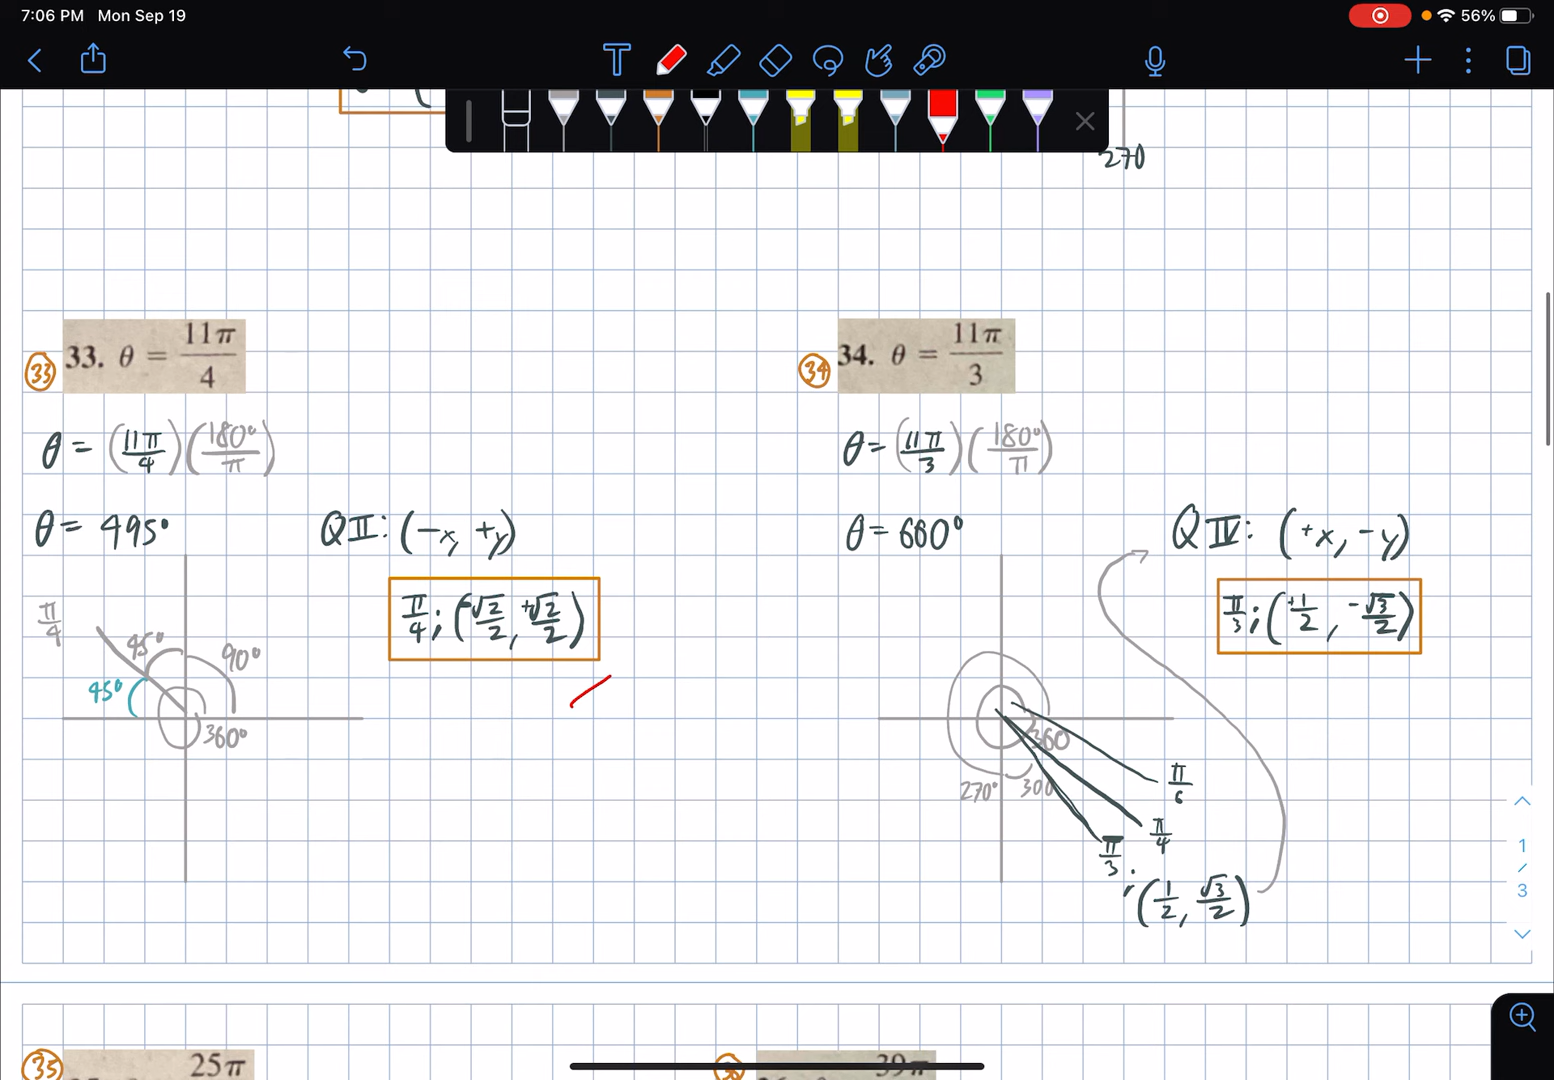 7:06 PM Mon Sep 19
56%
270
33 33. θ = 11π/4
θ = (11π/4)(180°/π)
θ = 495°
QII: (-x, +y)
π/4; (-√2/2, +√2/2)
π/4
45°
90°
45°
360°
34 34. θ = 11π/3
θ = (11π/3)(180°/π)
θ = 660°
QIV: (+x, -y)
π/3; (+1/2, -√3/2)
360
270°
300
π/6
π/4
π/3; (1/2, √3/2)
1
/
3
35 25π
39π